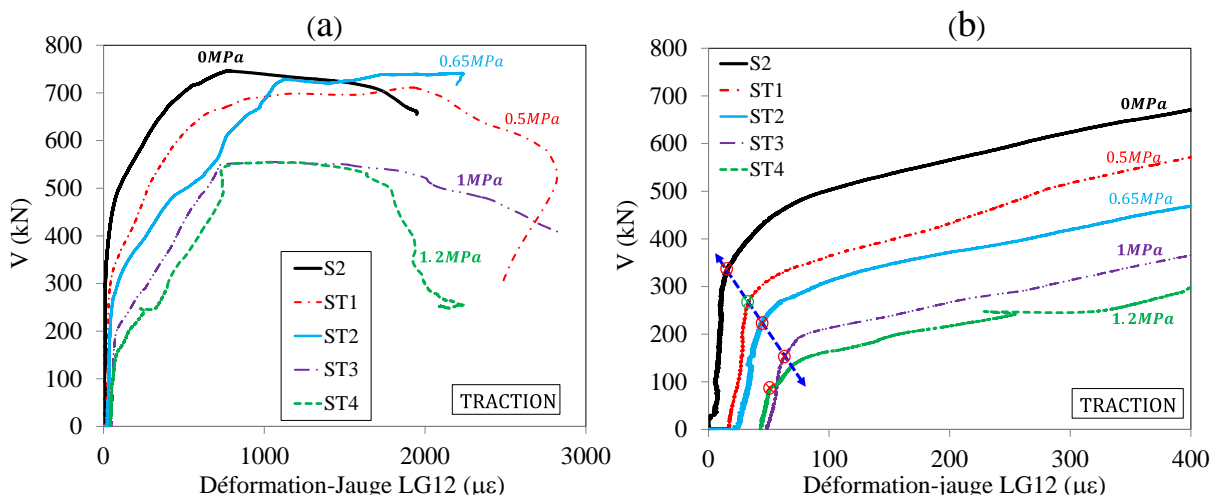 (a)
800
700
600
500
400
300
200
100
0
V (kN)
0MPa
0.65MPa
0.5MPa
1MPa
1.2MPa
S2
ST1
ST2
ST3
ST4
TRACTION
0
1000
2000
3000
Déformation-Jauge LG12 (µε)
(b)
800
700
600
500
400
300
200
100
0
V (kN)
S2
ST1
ST2
ST3
ST4
0MPa
0.5MPa
0.65MPa
1MPa
1.2MPa
TRACTION
0
100
200
300
400
Déformation-jauge LG12 (µε)